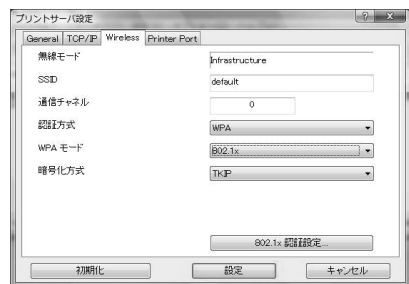 プリントサーバ設定
General TCP/IP Wireless Printer Port
無線モード Infrastructure
SSID default
通信チャネル 0
認証方式 WPA
WPA モード 802.1x
暗号化方式 TKIP
802.1x 認証設定...
初期化 設定 キャンセル